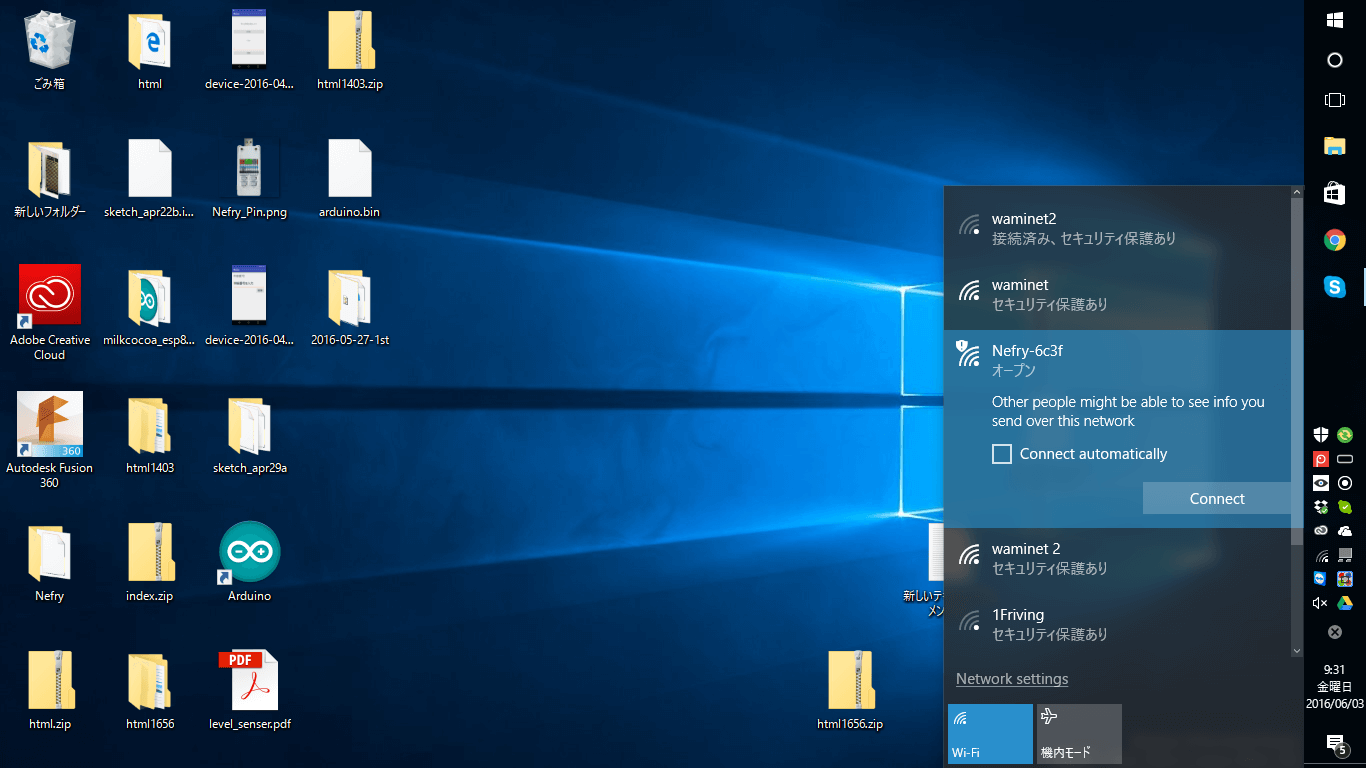 ごみ箱
html
device-2016-04...
html1403.zip
新しいフォルダー
sketch_apr22b.i...
Nefry_Pin.png
arduino.bin
Adobe Creative
Cloud
milkcocoa_esp8...
device-2016-04...
2016-05-27-1st
360
Autodesk Fusion
360
html1403
sketch_apr29a
Nefry
index.zip
Arduino
新しいテ
メン
PDF
html.zip
html1656
level_senser.pdf
html1656.zip
waminet2
接続済み、セキュリティ保護あり
waminet
セキュリティ保護あり
Nefry-6c3f
オープン
Other people might be able to see info you
send over this network
Connect automatically
Connect
waminet 2
セキュリティ保護あり
1Friving
セキュリティ保護あり
Network settings
Wi-Fi
機内モード
9:31
金曜日
2016/06/03
5